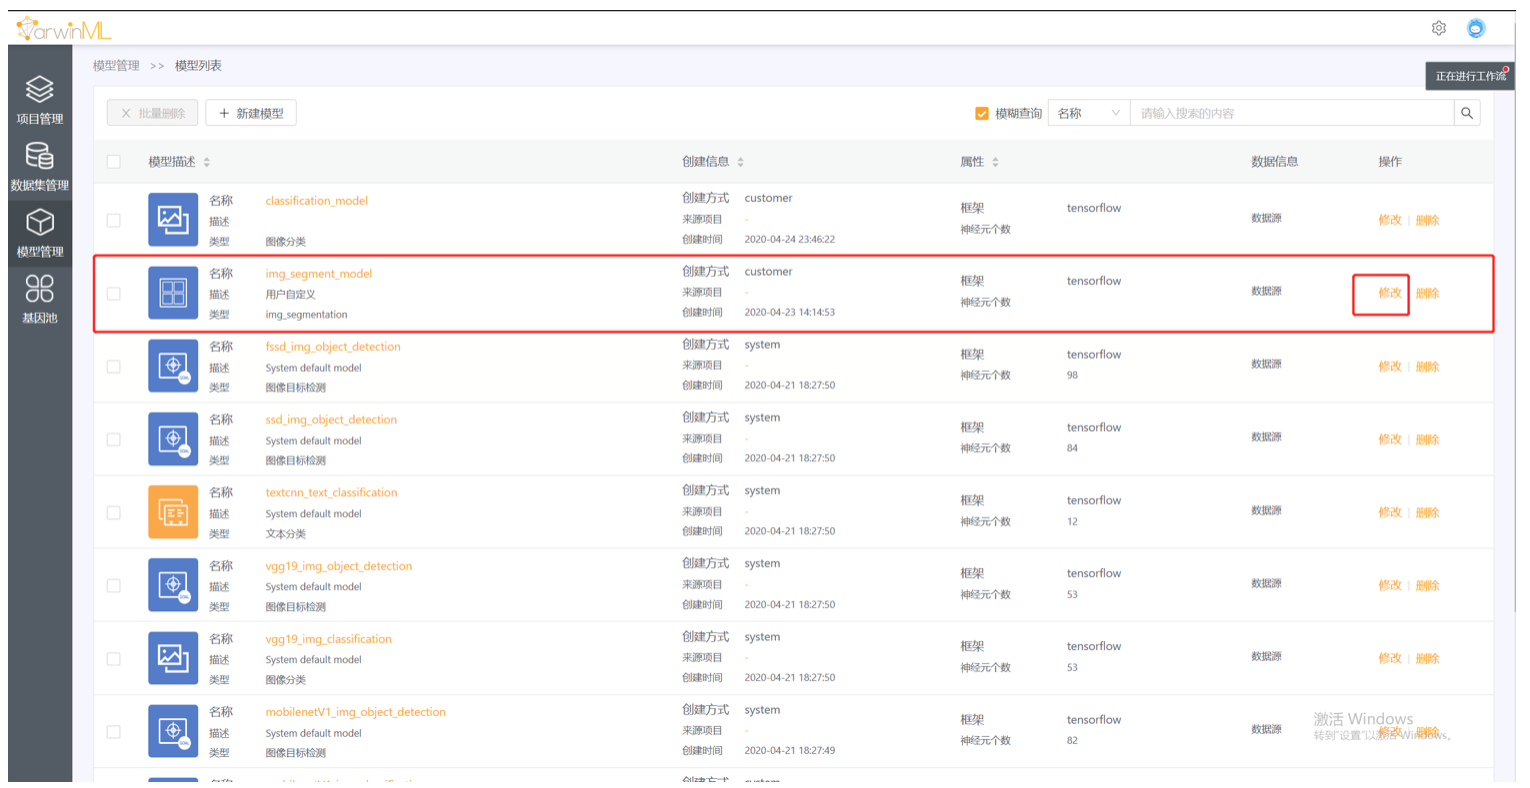 arwinML
正在进行工作流
项目管理
数据集管理
模型管理
基因池
模型管理 >> 模型列表
批量删除 + 新建模型 模糊查询 名称 请输入搜索的内容
模型描述 创建信息 属性 数据信息 操作
名称 classification_model 创建方式 customer 框架 tensorflow
描述 来源项目 - 神经元个数 数据源 修改 | 删除
类型 图像分类 创建时间 2020-04-24 23:46:22
名称 img_segment_model 创建方式 customer 框架 tensorflow
描述 用户自定义 来源项目 - 神经元个数 数据源 修改 删除
类型 img_segmentation 创建时间 2020-04-23 14:14:53
名称 fssd_img_object_detection 创建方式 system 框架 tensorflow
描述 System default model 来源项目 - 神经元个数 98 数据源 修改 | 删除
类型 图像目标检测 创建时间 2020-04-21 18:27:50
名称 ssd_img_object_detection 创建方式 system 框架 tensorflow
描述 System default model 来源项目 - 神经元个数 84 数据源 修改 | 删除
类型 图像目标检测 创建时间 2020-04-21 18:27:50
名称 textcnn_text_classification 创建方式 system 框架 tensorflow
描述 System default model 来源项目 - 神经元个数 12 数据源 修改 | 删除
类型 文本分类 创建时间 2020-04-21 18:27:50
名称 vgg19_img_object_detection 创建方式 system 框架 tensorflow
描述 System default model 来源项目 - 神经元个数 53 数据源 修改 | 删除
类型 图像目标检测 创建时间 2020-04-21 18:27:50
名称 vgg19_img_classification 创建方式 system 框架 tensorflow
描述 System default model 来源项目 - 神经元个数 53 数据源 修改 | 删除
类型 图像分类 创建时间 2020-04-21 18:27:50
名称 mobilenetV1_img_object_detection 创建方式 system 框架 tensorflow
描述 System default model 来源项目 - 神经元个数 82 数据源 修改 删除
类型 图像目标检测 创建时间 2020-04-21 18:27:49
激活 Windows
转到"设置"以激活 Windows。